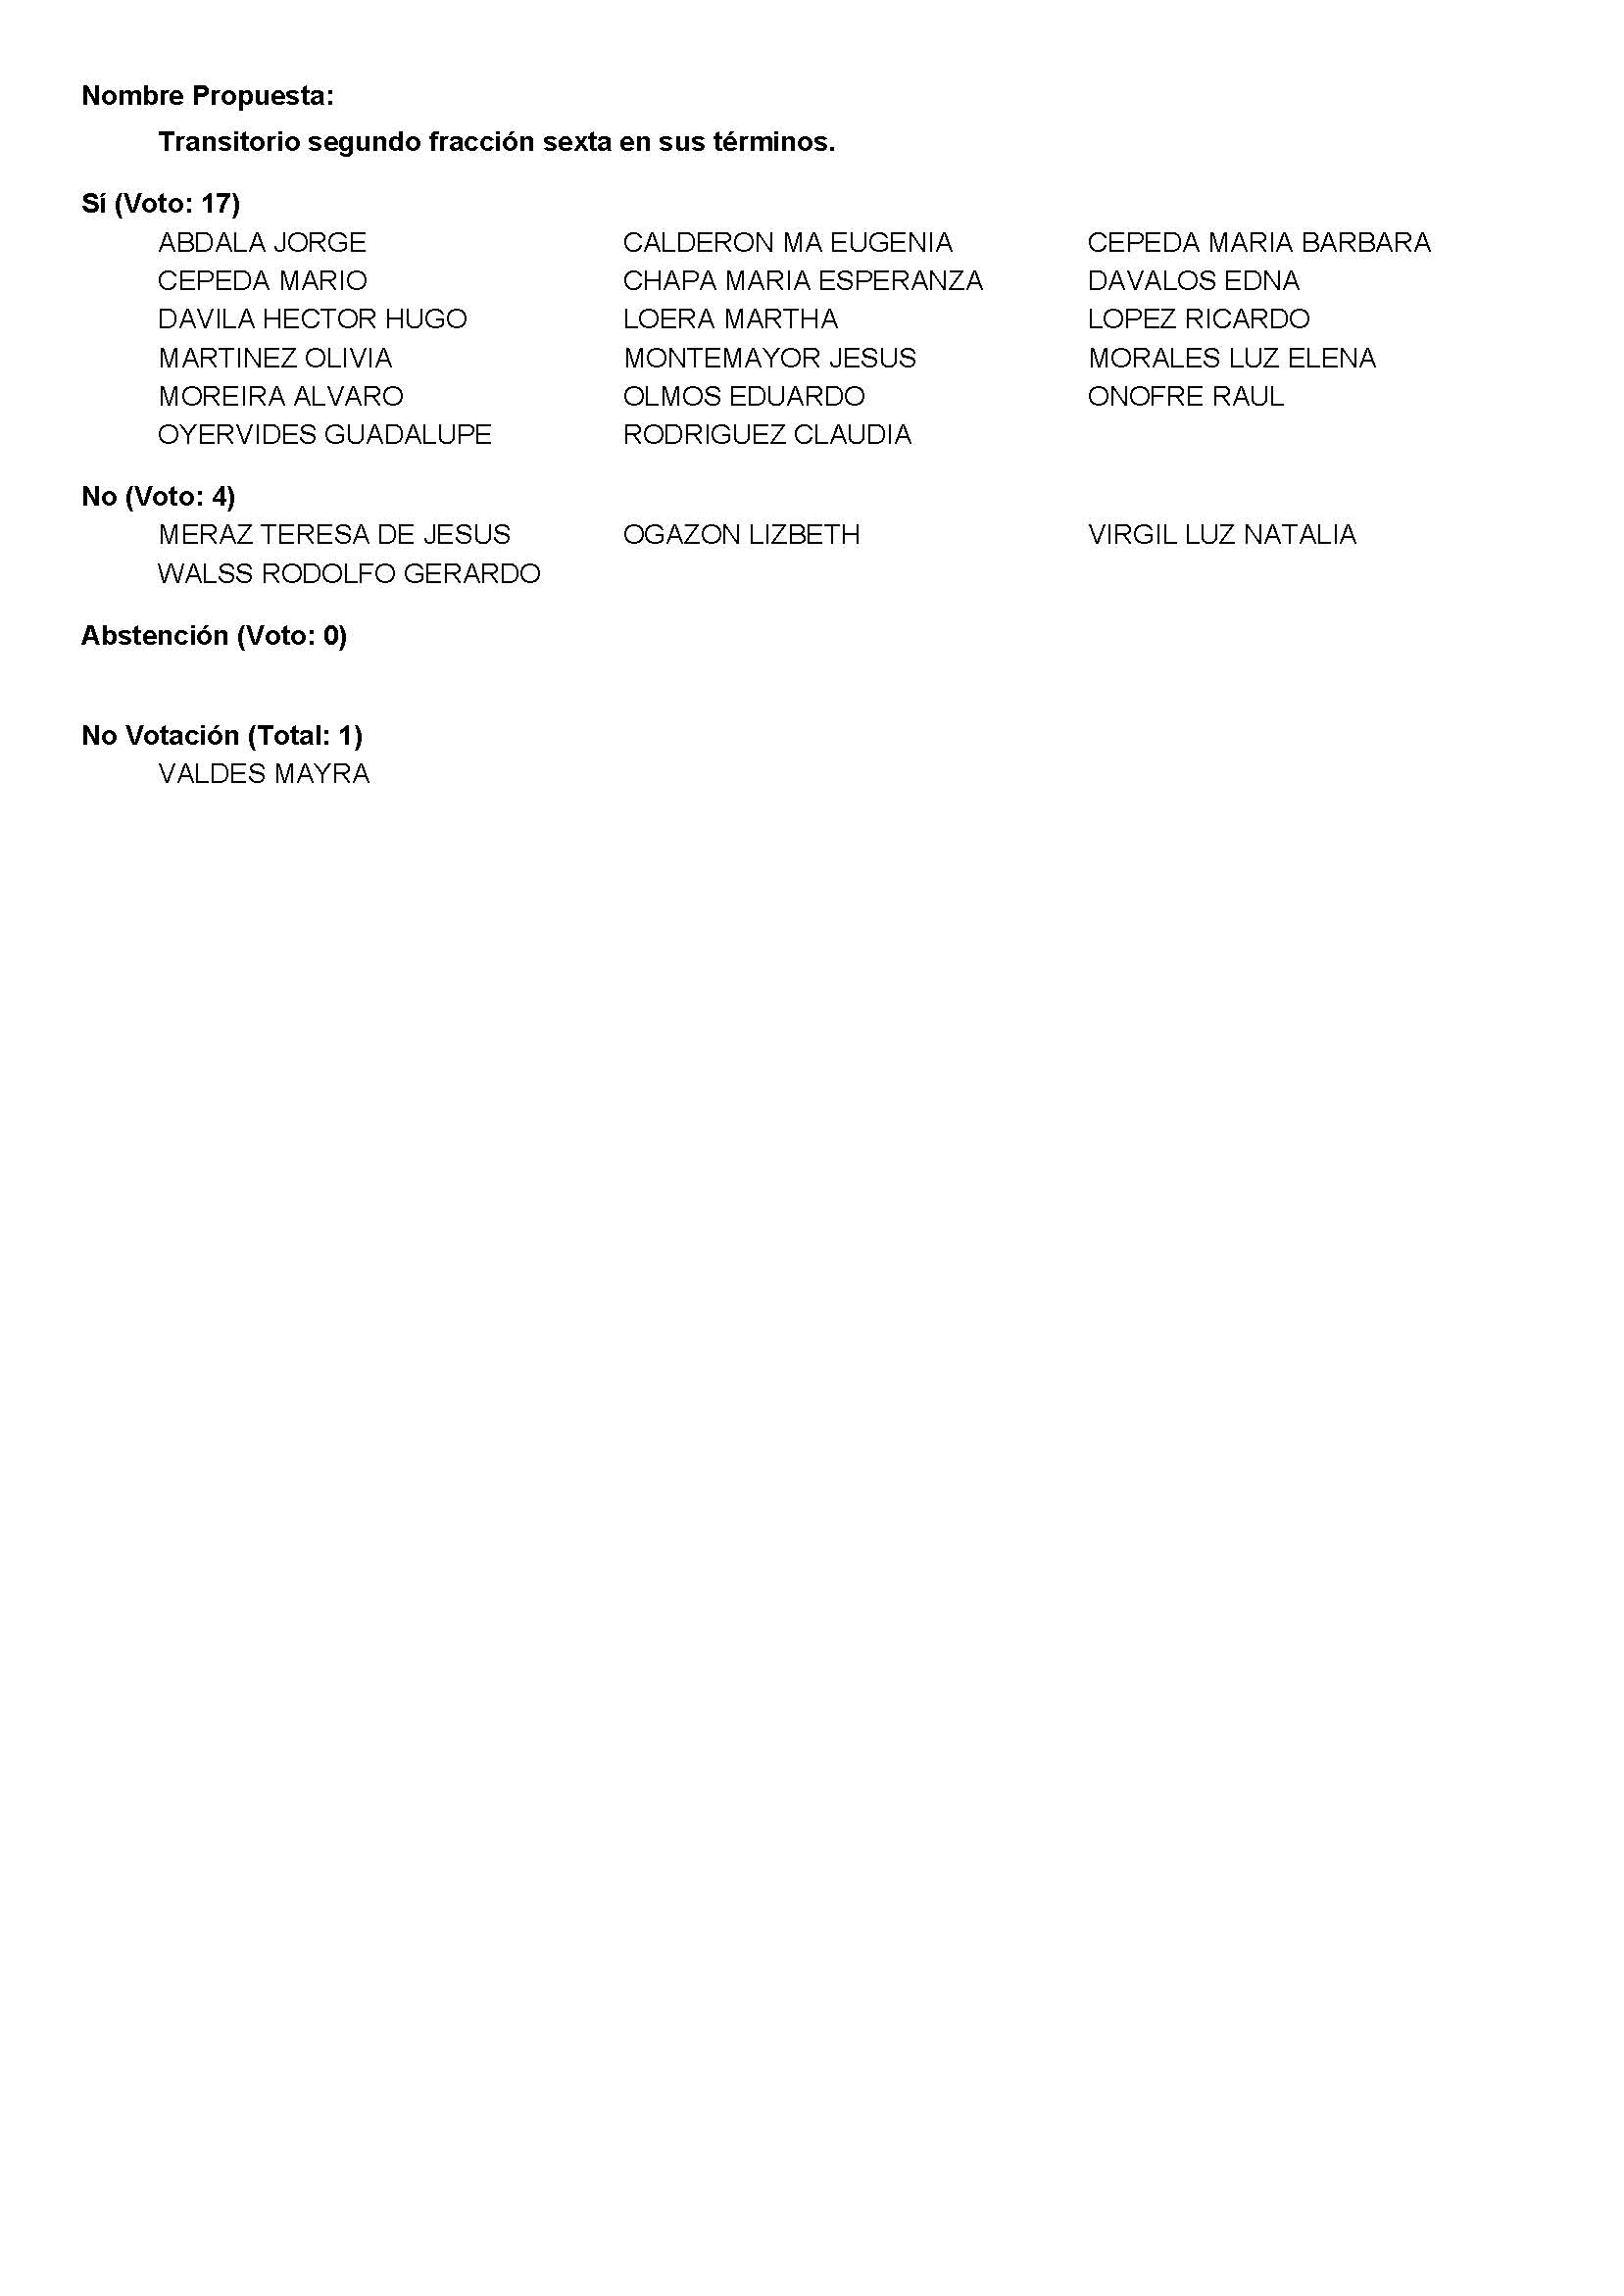 Nombre Propuesta:
Transitorio segundo fracción sexta en sus términos.
Sí (Voto: 17)
ABDALA JORGE CALDERON MA EUGENIA CEPEDA MARIA BARBARA
CEPEDA MARIO CHAPA MARIA ESPERANZA DAVALOS EDNA
DAVILA HECTOR HUGO LOERA MARTHA LOPEZ RICARDO
MARTINEZ OLIVIA MONTEMAYOR JESUS MORALES LUZ ELENA
MOREIRA ALVARO OLMOS EDUARDO ONOFRE RAUL
OYERVIDES GUADALUPE RODRIGUEZ CLAUDIA
No (Voto: 4)
MERAZ TERESA DE JESUS OGAZON LIZBETH VIRGIL LUZ NATALIA
WALSS RODOLFO GERARDO
Abstención (Voto: 0)
No Votación (Total: 1)
VALDES MAYRA